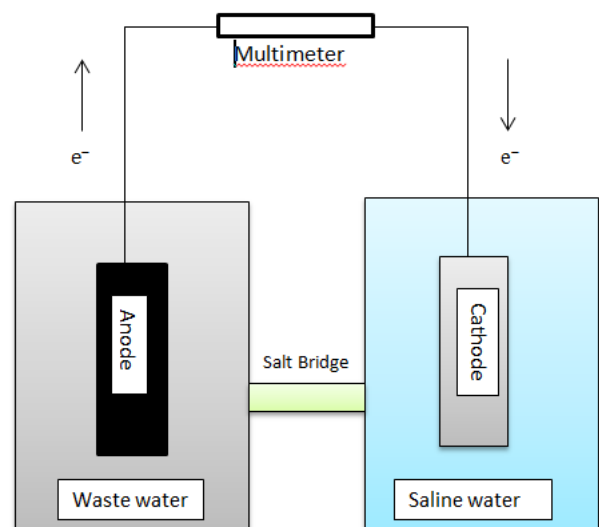 Multimeter
e⁻
e⁻
Anode
Cathode
Salt Bridge
Waste water
Saline water